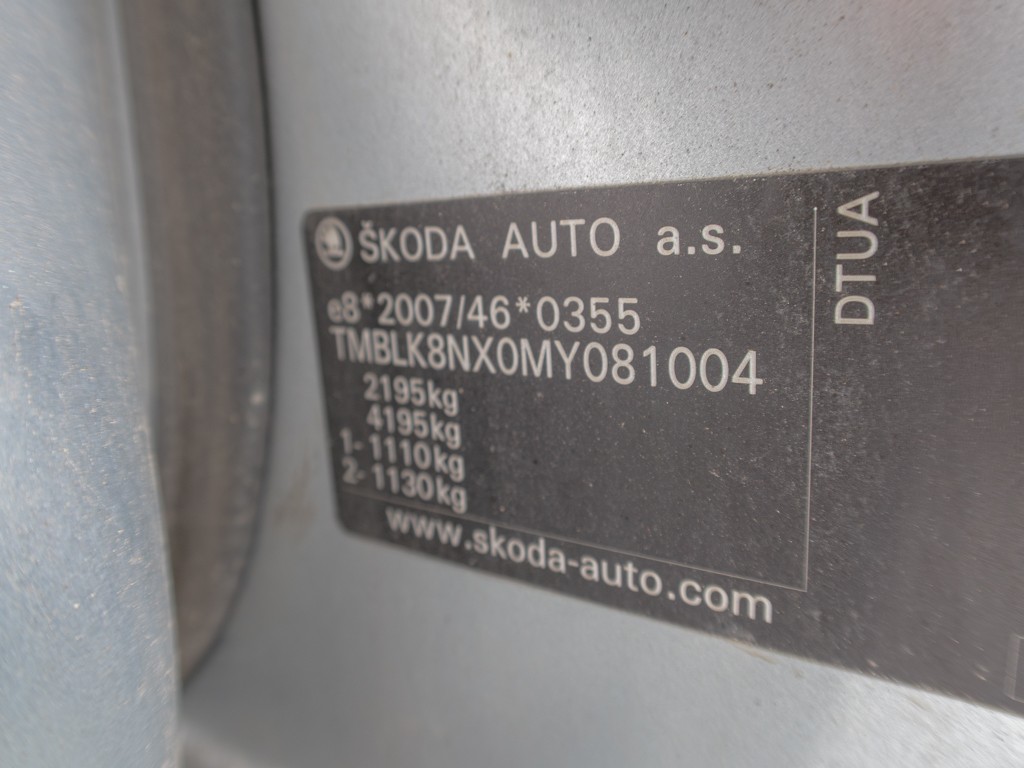 ŠKODA AUTO a.s.
e8*2007/46*0355
TMBLK8NX0MY081004
2195kg
4195kg
1- 1110kg
2- 1130kg
www.skoda-auto.com
DTUA